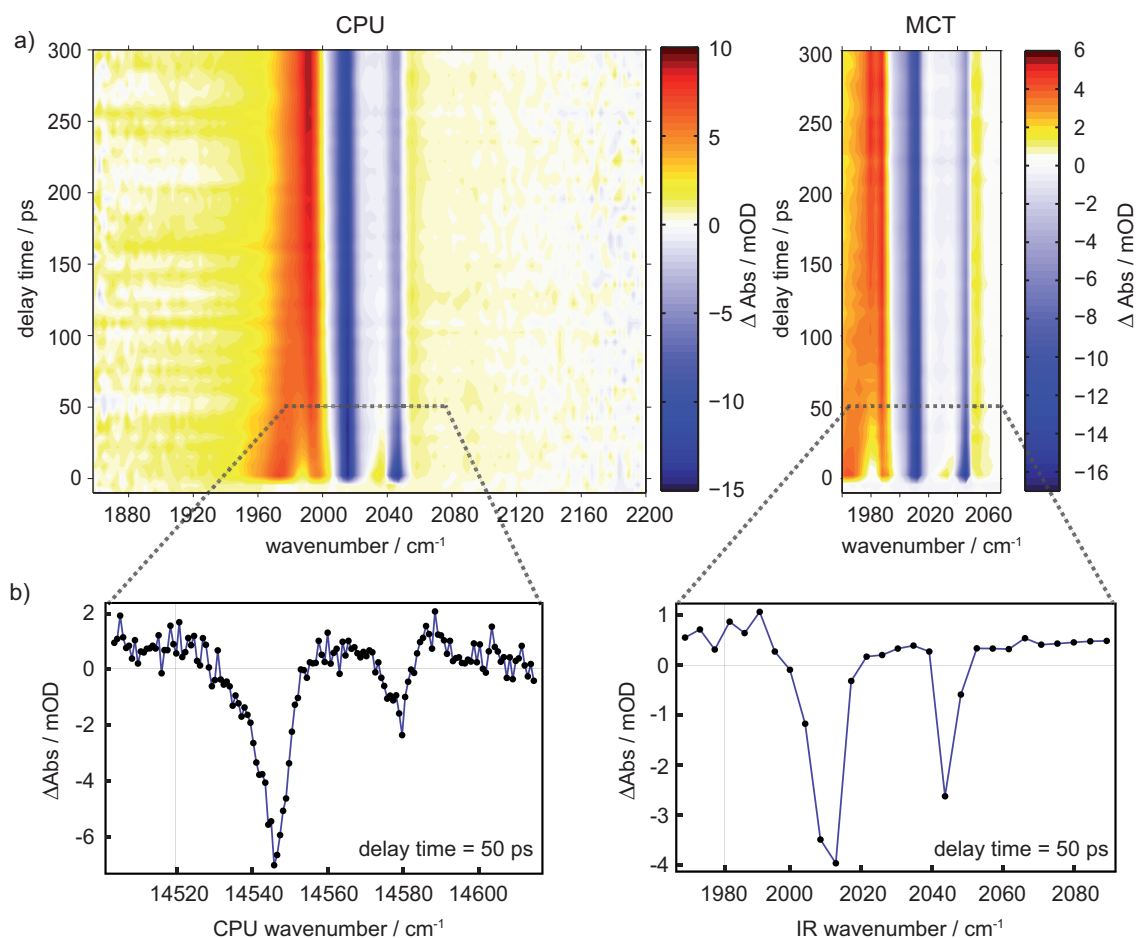 CPU
MCT
a)
300
250
200
150
100
50
0
delay time / ps
1880 1920 1960 2000 2040 2080 2120 2160 2200
wavenumber / cm-1
10
5
0
−5
−10
−15
Δ Abs / mOD
300
250
200
150
100
50
0
delay time / ps
1980 2020 2060
wavenumber / cm-1
6
4
2
0
−2
−4
−6
−8
−10
−12
−14
−16
Δ Abs / mOD
b)
2
0
-2
-4
-6
ΔAbs / mOD
delay time = 50 ps
14520 14540 14560 14580 14600
CPU wavenumber / cm-1
1
0
-1
-2
-3
-4
ΔAbs / mOD
delay time = 50 ps
1980 2000 2020 2040 2060 2080
IR wavenumber / cm-1